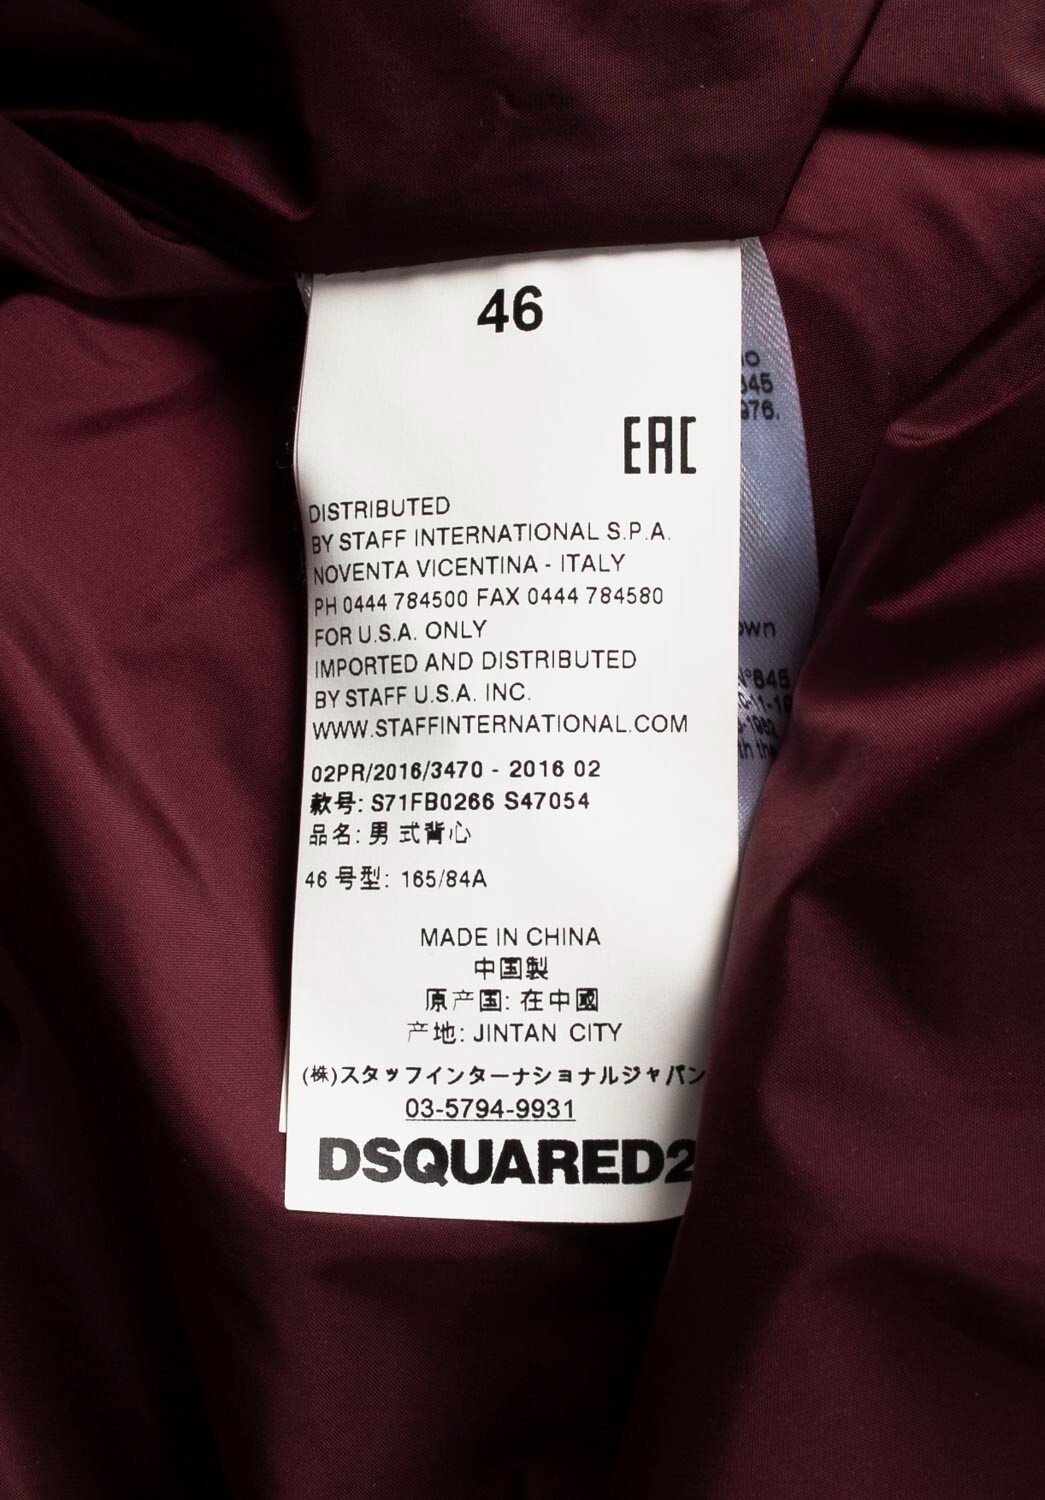 46
EAC
DISTRIBUTED
BY STAFF INTERNATIONAL S.P.A.
NOVENTA VICENTINA - ITALY
PH 0444 784500 FAX 0444 784580
FOR U.S.A. ONLY
IMPORTED AND DISTRIBUTED
BY STAFF U.S.A. INC.
WWW.STAFFINTERNATIONAL.COM
02PR/2016/3470 - 2016 02
款号: S71FB0266 S47054
品名: 男 式背心
46 号型: 165/84A
MADE IN CHINA
中国製
原产国: 在中國
产地: JINTAN CITY
(株)スタッフインターナショナルジャパン
03-5794-9931
DSQUARED2